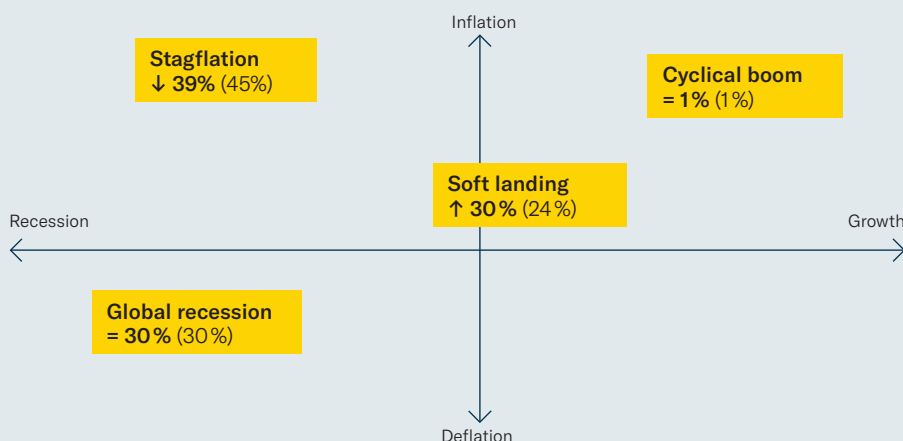 Inflation
Stagflation
↓ 39% (45%)
Cyclical boom
= 1% (1%)
Soft landing
↑ 30% (24%)
Recession
Growth
Global recession
= 30% (30%)
Deflation